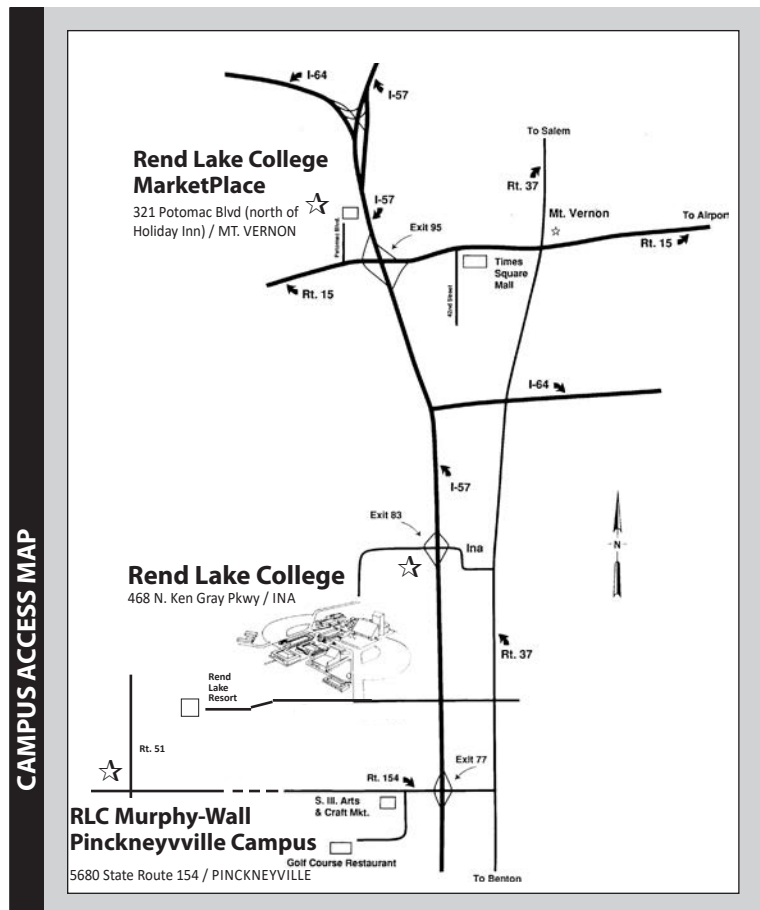 CAMPUS ACCESS MAP
I-64
I-57
To Salem
Rend Lake College
MarketPlace
321 Potomac Blvd (north of
Holiday Inn) / MT. VERNON
Rt. 37
I-57
Mt. Vernon
To Airport
Exit 95
Potomac Blvd.
Rt. 15
Times
Square
Mall
42nd Street
Rt. 15
I-64
I-57
Exit 83
Ina
N
Rend Lake College
468 N. Ken Gray Pkwy / INA
Rt. 37
Rend
Lake
Resort
Rt. 51
Exit 77
Rt. 154
S. Ill. Arts
& Craft Mkt.
RLC Murphy-Wall
Pinckneyvville Campus
Golf Course Restaurant
5680 State Route 154 / PINCKNEYVILLE
To Benton